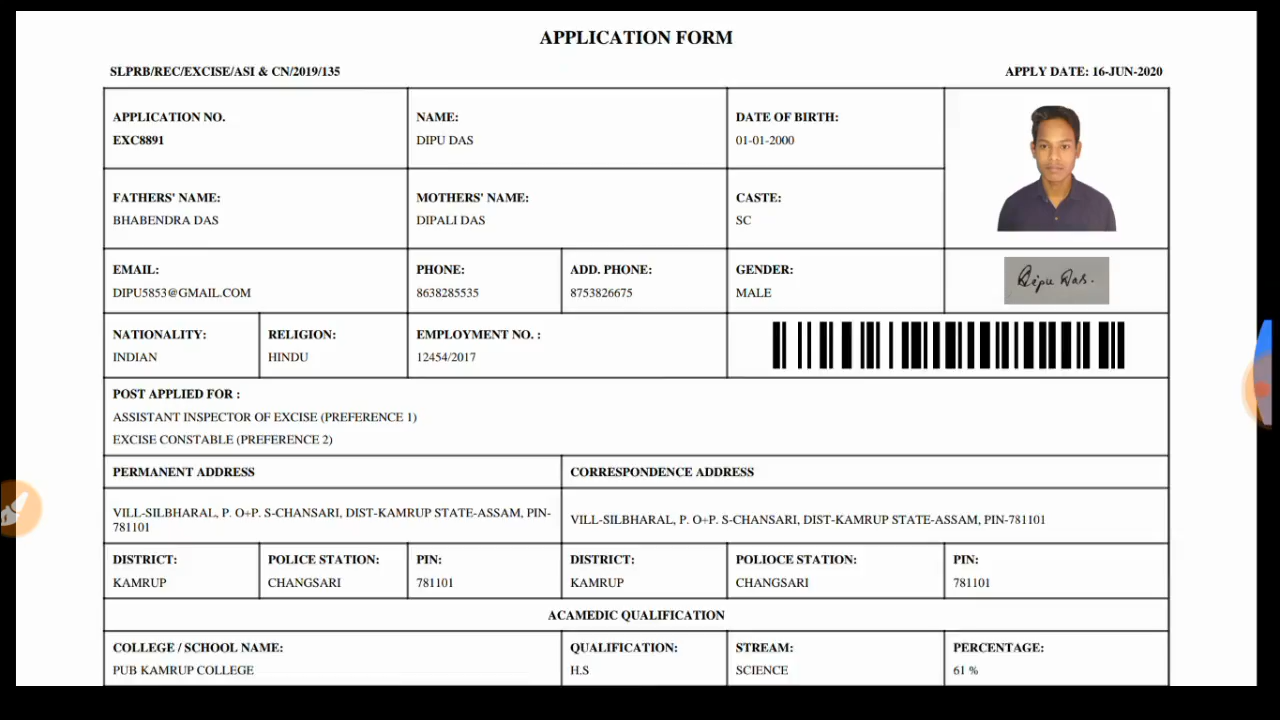 APPLICATION FORM
SLPRB/REC/EXCISE/ASI & CN/2019/135 APPLY DATE: 16-JUN-2020
APPLICATION NO. NAME: DATE OF BIRTH:
EXC8891 DIPU DAS 01-01-2000
FATHERS' NAME: MOTHERS' NAME: CASTE:
BHABENDRA DAS DIPALI DAS SC
EMAIL: PHONE: ADD. PHONE: GENDER:
DIPU5853@GMAIL.COM 8638285535 8753826675 MALE
Dipu Das.
NATIONALITY: RELIGION: EMPLOYMENT NO. :
INDIAN HINDU 12454/2017
POST APPLIED FOR :
ASSISTANT INSPECTOR OF EXCISE (PREFERENCE 1)
EXCISE CONSTABLE (PREFERENCE 2)
PERMANENT ADDRESS CORRESPONDENCE ADDRESS
VILL-SILBHARAL, P. O+P. S-CHANSARI, DIST-KAMRUP STATE-ASSAM, PIN-
781101
VILL-SILBHARAL, P. O+P. S-CHANSARI, DIST-KAMRUP STATE-ASSAM, PIN-781101
DISTRICT: POLICE STATION: PIN: DISTRICT: POLIOCE STATION: PIN:
KAMRUP CHANGSARI 781101 KAMRUP CHANGSARI 781101
ACAMEDIC QUALIFICATION
COLLEGE / SCHOOL NAME: QUALIFICATION: STREAM: PERCENTAGE:
PUB KAMRUP COLLEGE H.S SCIENCE 61 %